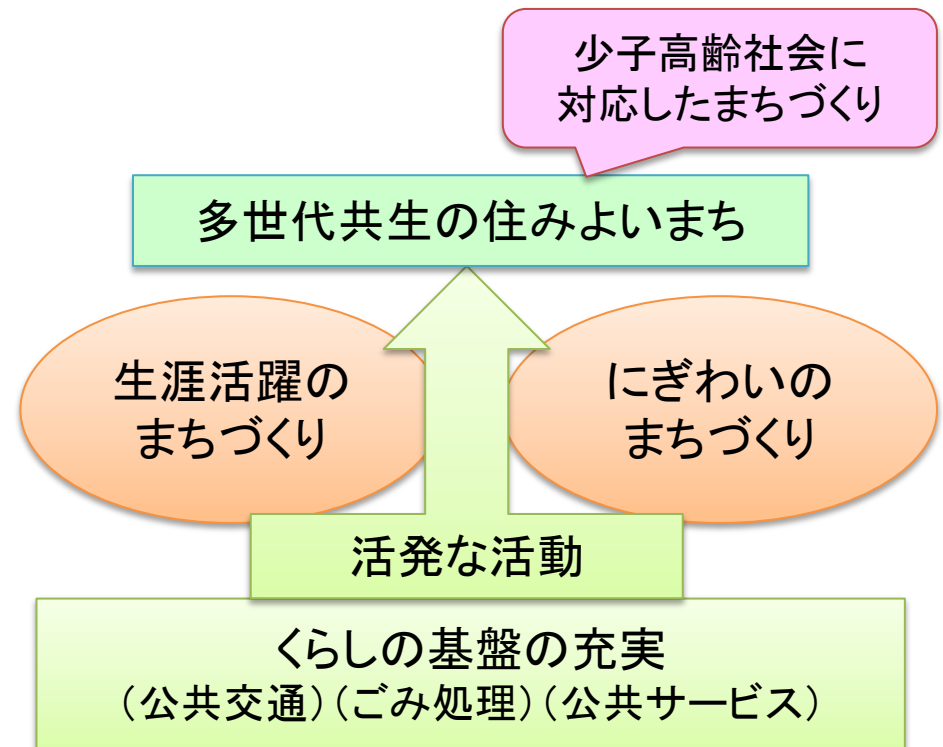 少子高齢社会に
対応したまちづくり
多世代共生の住みよいまち
生涯活躍の
まちづくり
にぎわいの
まちづくり
活発な活動
くらしの基盤の充実
（公共交通）（ごみ処理）（公共サービス）